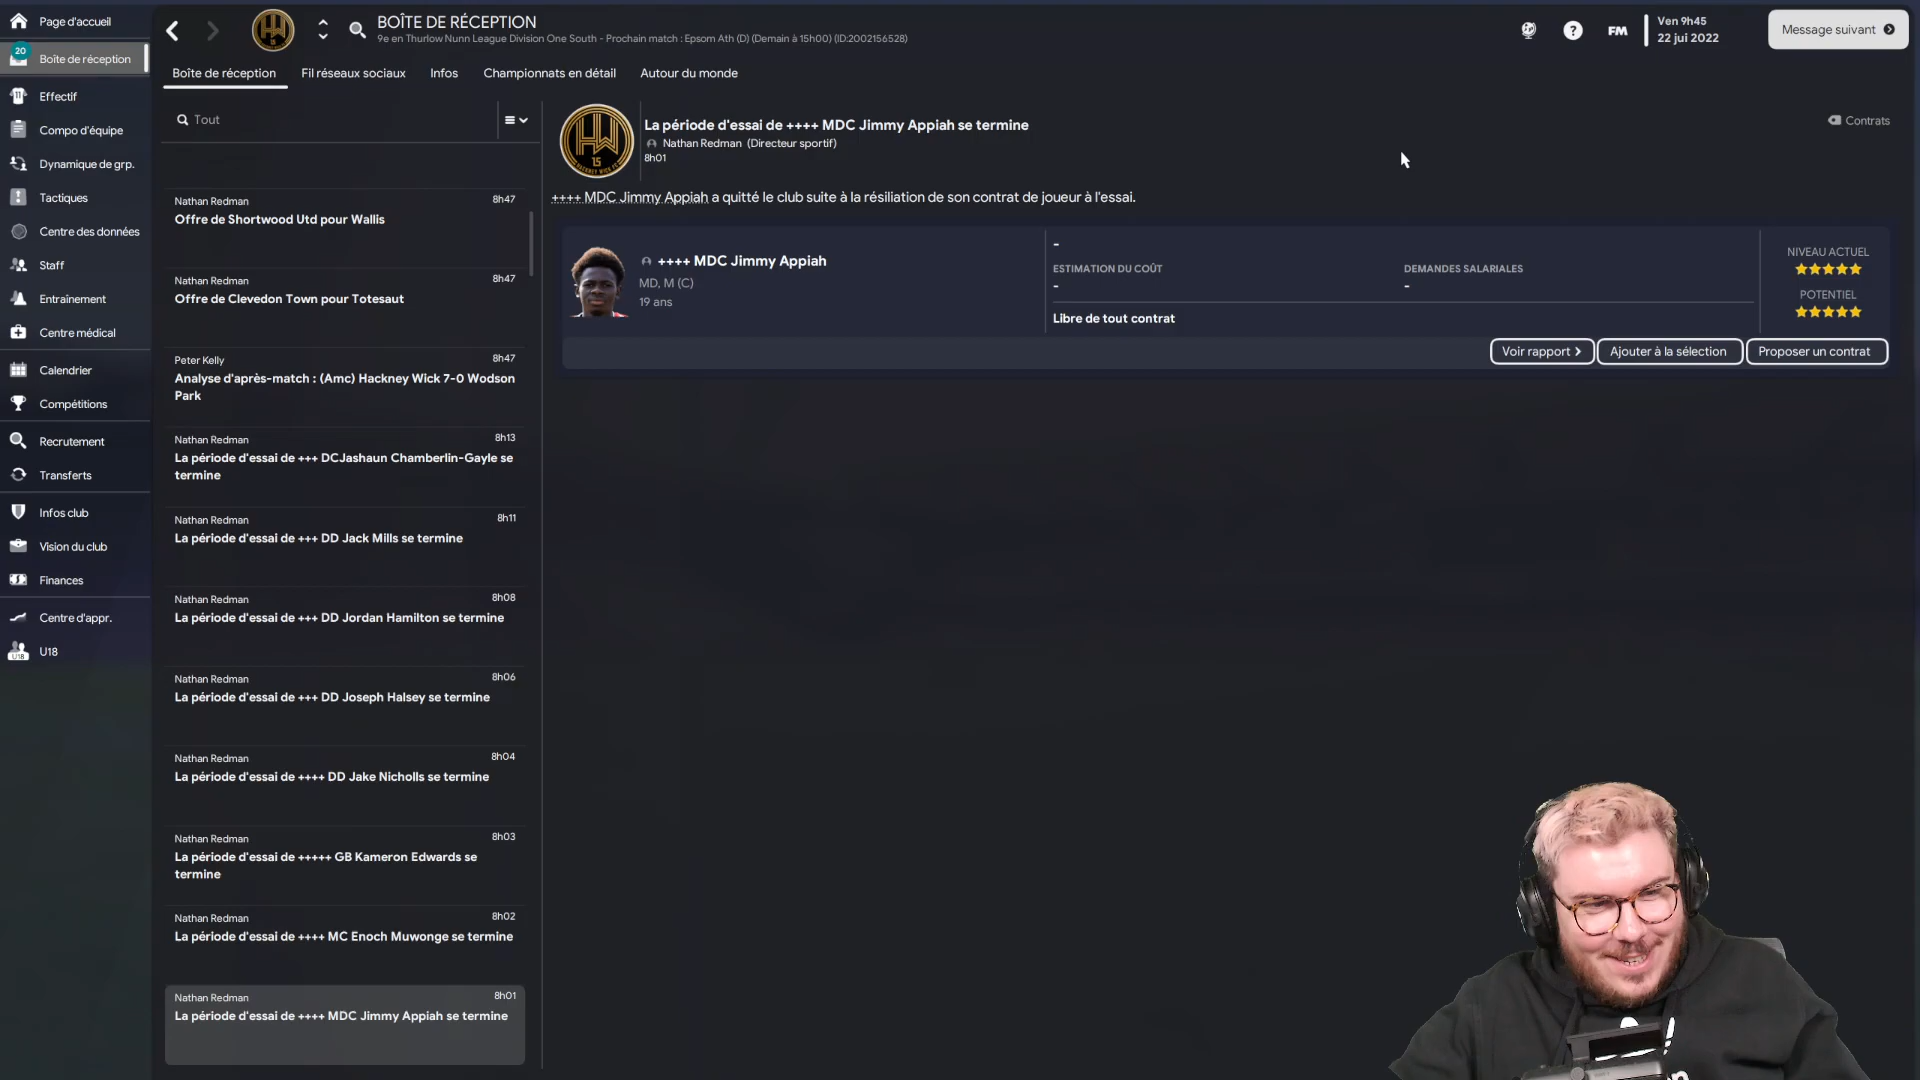 Page d'accueil
20
Boîte de réception
Effectif
Compo d'équipe
Dynamique de grp.
Tactiques
Centre des données
Staff
Entraînement
Centre médical
Calendrier
Compétitions
Recrutement
Transferts
Infos club
Vision du club
Finances
Centre d'appr.
U18
U18
BOÎTE DE RÉCEPTION
9e en Thurlow Nunn League Division One South - Prochain match : Epsom Ath (D) (Demain à 15h00) (ID:2002156528)
FM
Ven 9h45
22 jui 2022
Message suivant
Boîte de réception
Fil réseaux sociaux
Infos
Championnats en détail
Autour du monde
Tout
Nathan Redman 8h47
Offre de Shortwood Utd pour Wallis
Nathan Redman 8h47
Offre de Clevedon Town pour Totesaut
Peter Kelly 8h47
Analyse d'après-match : (Amc) Hackney Wick 7-0 Wodson
Park
Nathan Redman 8h13
La période d'essai de +++ DCJashaun Chamberlin-Gayle se
termine
Nathan Redman 8h11
La période d'essai de +++ DD Jack Mills se termine
Nathan Redman 8h08
La période d'essai de +++ DD Jordan Hamilton se termine
Nathan Redman 8h06
La période d'essai de +++ DD Joseph Halsey se termine
Nathan Redman 8h04
La période d'essai de ++++ DD Jake Nicholls se termine
Nathan Redman 8h03
La période d'essai de +++++ GB Kameron Edwards se
termine
Nathan Redman 8h02
La période d'essai de ++++ MC Enoch Muwonge se termine
Nathan Redman 8h01
La période d'essai de ++++ MDC Jimmy Appiah se termine
HW
15
HACKNEY WICK FC
La période d'essai de ++++ MDC Jimmy Appiah se termine
Nathan Redman (Directeur sportif)
8h01
Contrats
++++ MDC Jimmy Appiah a quitté le club suite à la résiliation de son contrat de joueur à l'essai.
++++ MDC Jimmy Appiah
MD, M (C)
19 ans
-
ESTIMATION DU COÛT
-
DEMANDES SALARIALES
-
Libre de tout contrat
NIVEAU ACTUEL
POTENTIEL
Voir rapport
Ajouter à la sélection
Proposer un contrat